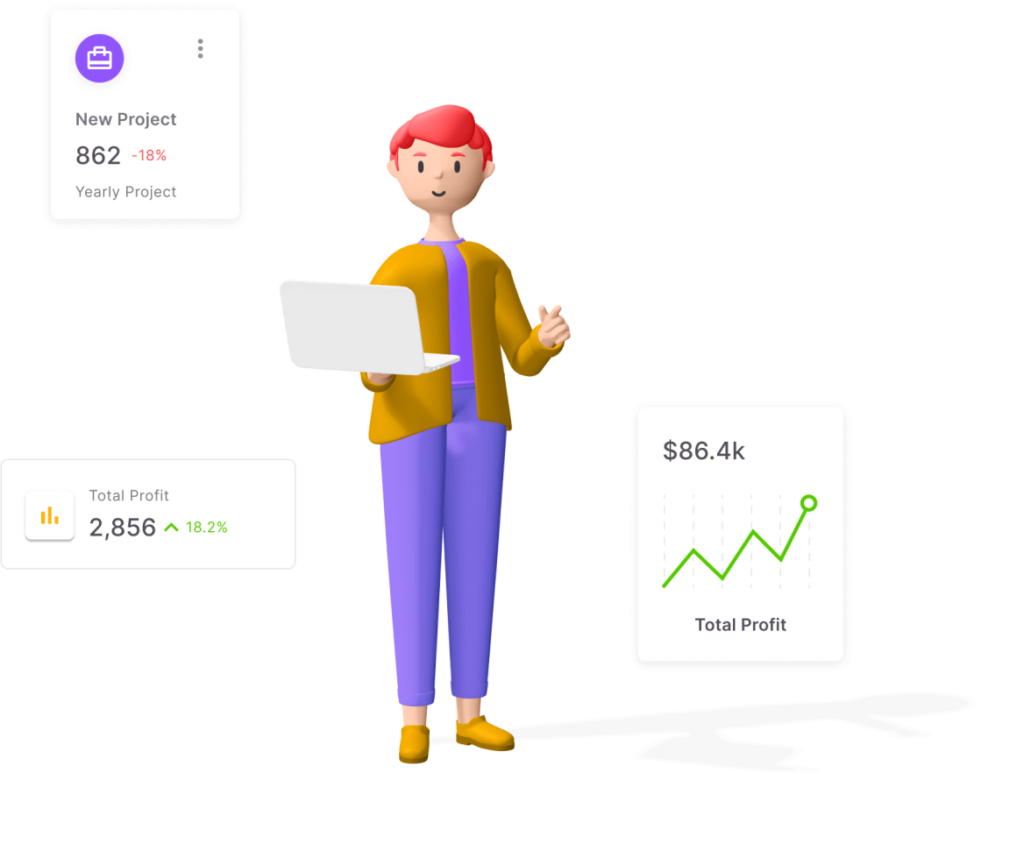 New Project
862 -18%
Yearly Project
Total Profit
2,856 18.2%
$86.4k
Total Profit